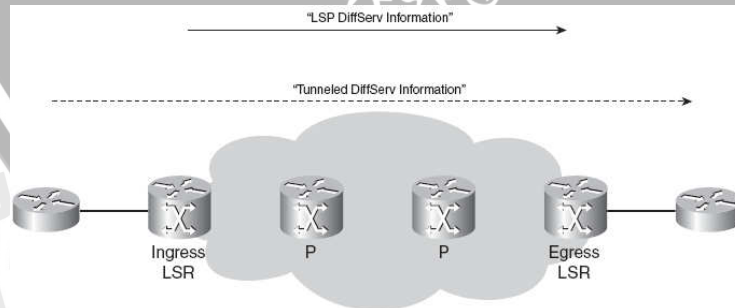 “LSP DiffServ Information”
“Tunneled DiffServ Information”
Ingress
LSR
P
P
Egress
LSR